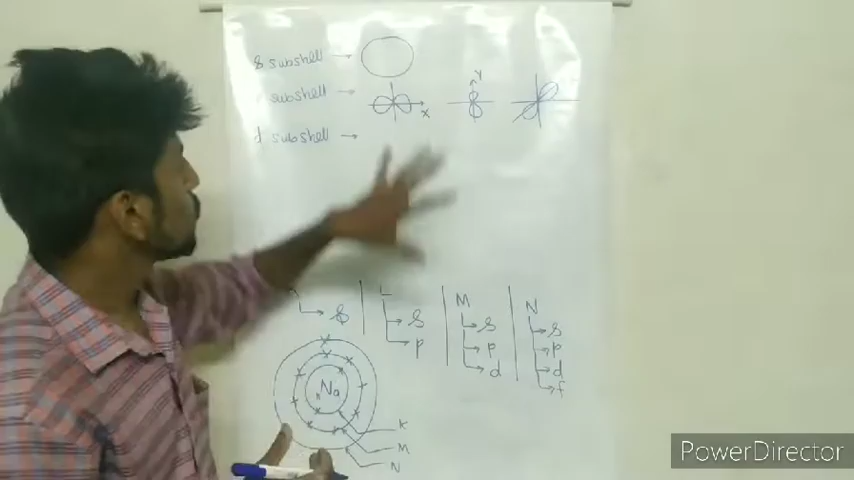 s subshell →
subshell → X Y
d subshell →
L M N
s s s s
p p p
d d
f
Na
K
M
N
PowerDirector